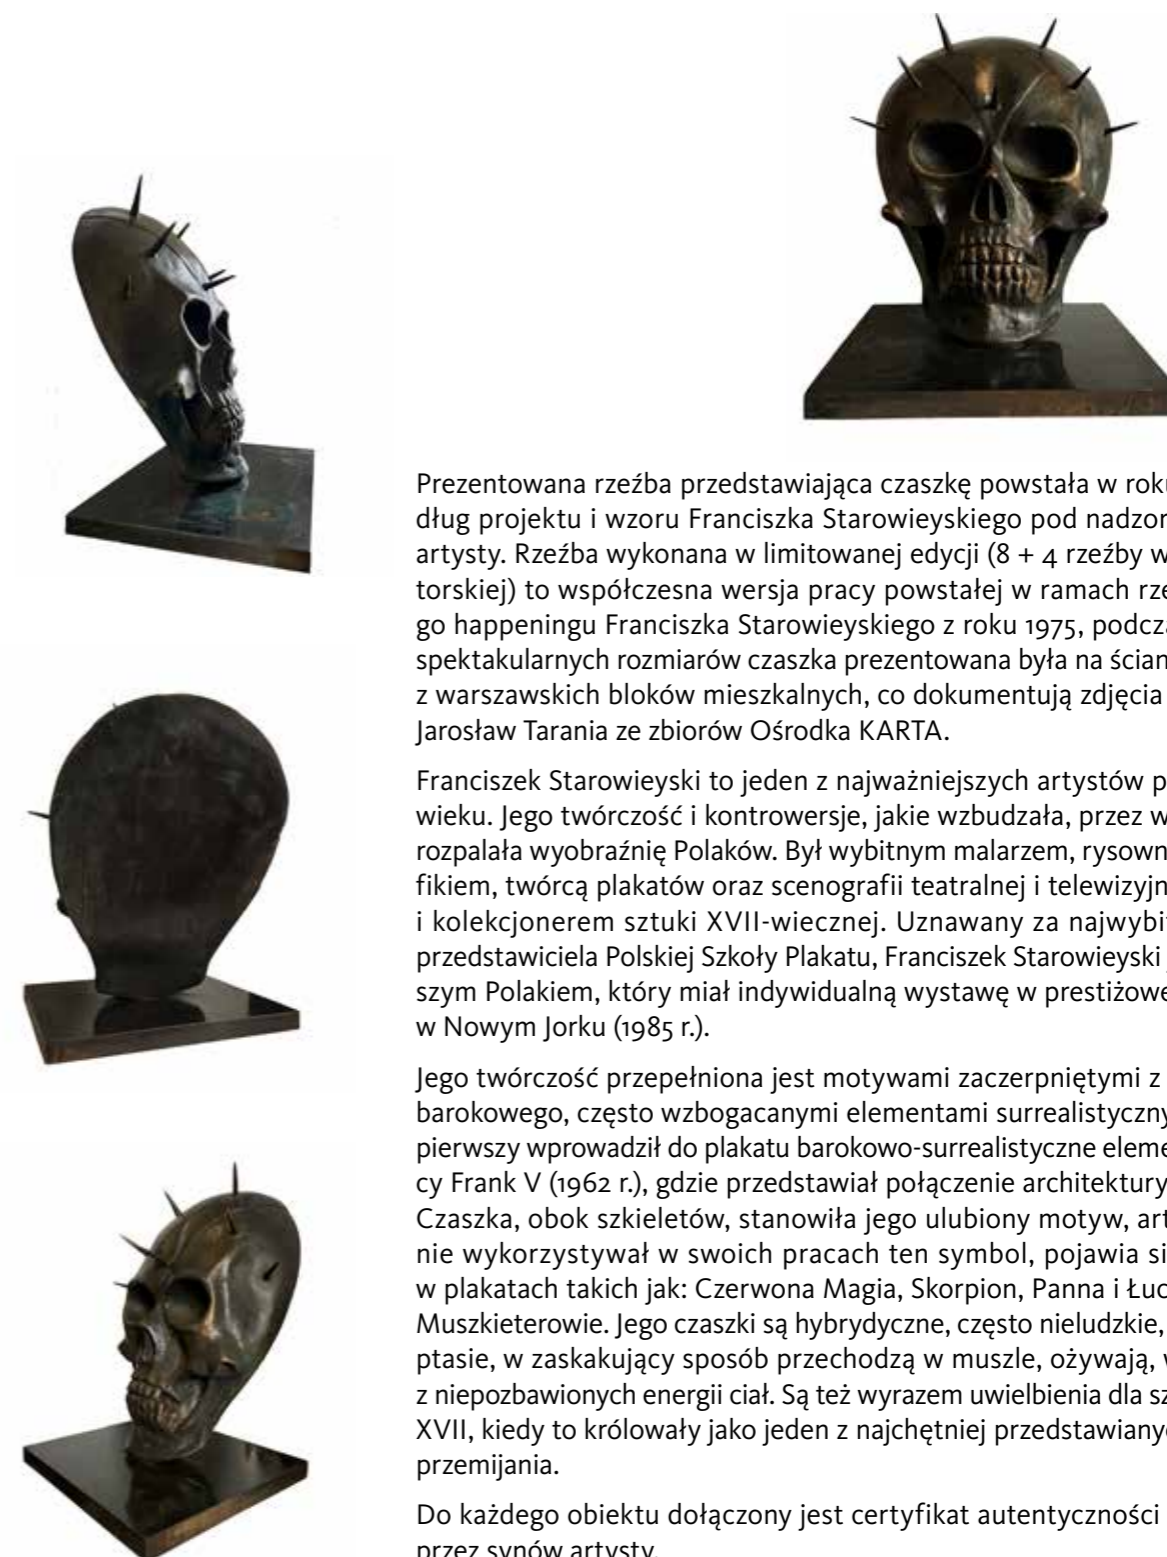 Prezentowana rzeźba przedstawiająca czaszkę powstała w roku
dług projektu i wzoru Franciszka Starowieyskiego pod nadzor
artysty. Rzeźba wykonana w limitowanej edycji (8 + 4 rzeźby w
torskiej) to współczesna wersja pracy powstałej w ramach rze
go happeningu Franciszka Starowieyskiego z roku 1975, podcza
spektakularnych rozmiarów czaszka prezentowana była na ścian
z warszawskich bloków mieszkalnych, co dokumentują zdjęcia
Jarosław Tarania ze zbiorów Ośrodka KARTA.
Franciszek Starowieyski to jeden z najważniejszych artystów p
wieku. Jego twórczość i kontrowersje, jakie wzbudzała, przez w
rozpalała wyobraźnię Polaków. Był wybitnym malarzem, rysown
fikiem, twórcą plakatów oraz scenografii teatralnej i telewizyjn
i kolekcjonerem sztuki XVII-wiecznej. Uznawany za najwybi
przedstawiciela Polskiej Szkoły Plakatu, Franciszek Starowieyski
szym Polakiem, który miał indywidualną wystawę w prestiżowe
w Nowym Jorku (1985 r.).
Jego twórczość przepełniona jest motywami zaczerpniętymi z
barokowego, często wzbogacanymi elementami surrealistyczny
pierwszy wprowadził do plakatu barokowo-surrealistyczne eleme
cy Frank V (1962 r.), gdzie przedstawiał połączenie architektury
Czaszka, obok szkieletów, stanowiła jego ulubiony motyw, art
nie wykorzystywał w swoich pracach ten symbol, pojawia si
w plakatach takich jak: Czerwona Magia, Skorpion, Panna i Łuc
Muszkieterowie. Jego czaszki są hybrydyczne, często nieludzkie,
ptasie, w zaskakujący sposób przechodzą w muszle, ożywają, w
z niepozbawionych energii ciał. Są też wyrazem uwielbienia dla sz
XVII, kiedy to królowały jako jeden z najchętniej przedstawiany
przemijania.
Do każdego obiektu dołączony jest certyfikat autentyczności
przez synów artysty.